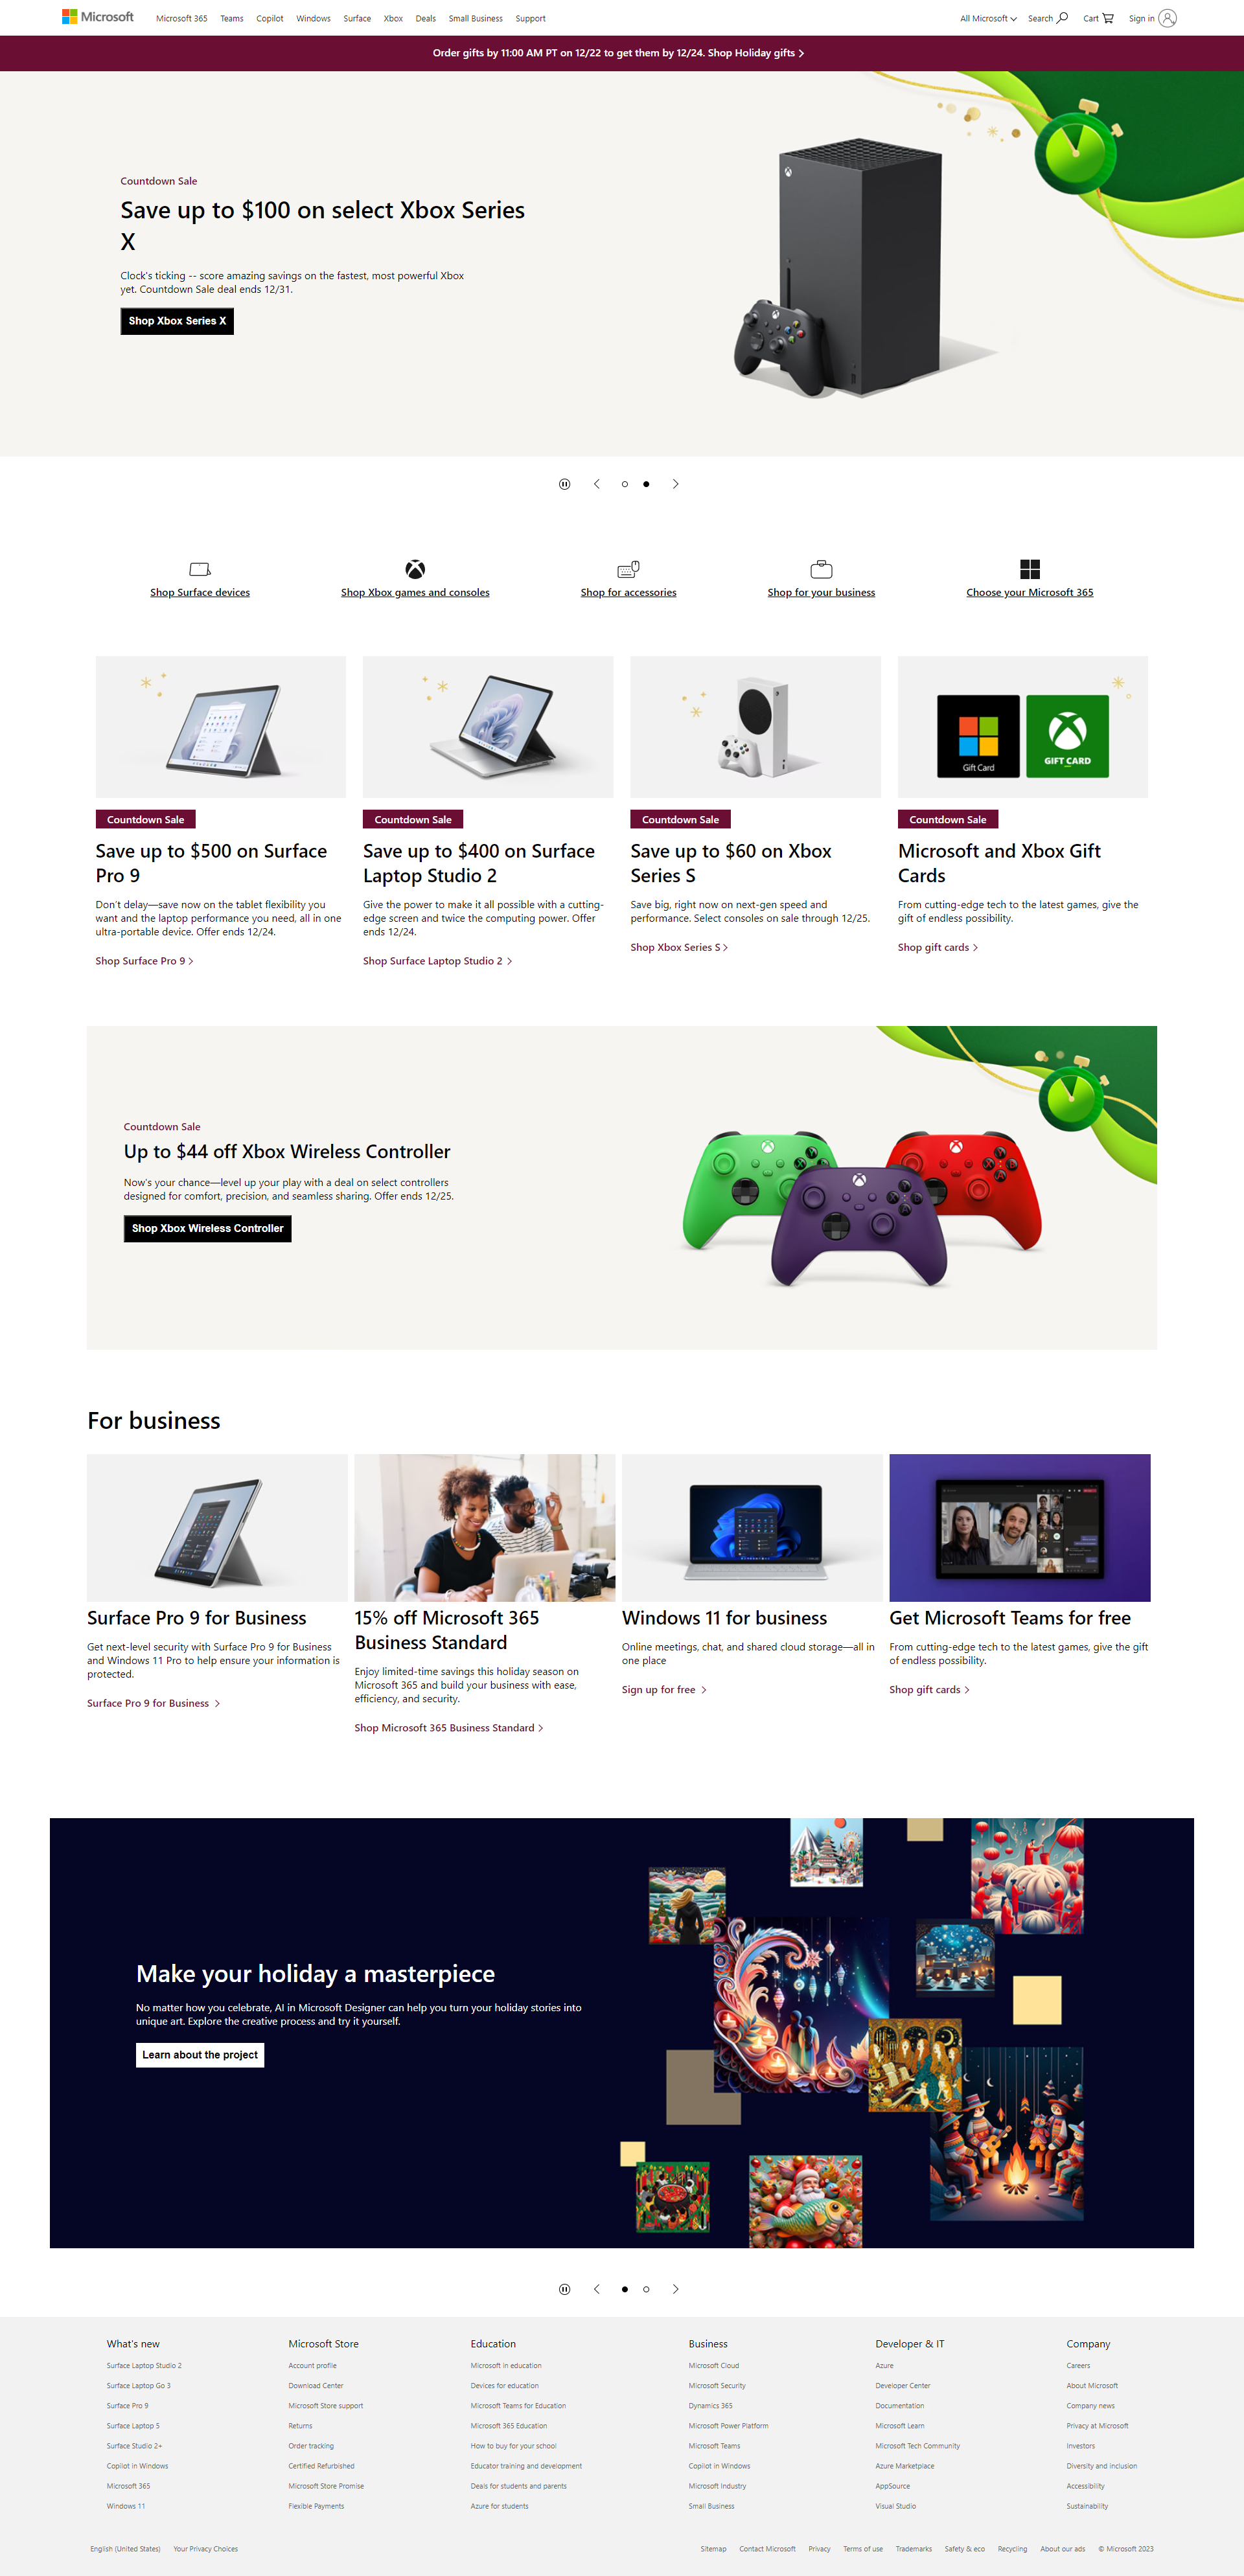 Microsoft
Microsoft 365 Teams Copilot Windows Surface Xbox Deals Small Business Support
All Microsoft Search Cart Sign in
Order gifts by 11:00 AM PT on 12/22 to get them by 12/24. Shop Holiday gifts
Countdown Sale
Save up to $100 on select Xbox Series
X
Clock's ticking -- score amazing savings on the fastest, most powerful Xbox
yet. Countdown Sale deal ends 12/31.
Shop Xbox Series X
Shop Surface devices
Shop Xbox games and consoles
Shop for accessories
Shop for your business
Choose your Microsoft 365
Countdown Sale
Save up to $500 on Surface
Pro 9
Don't delay—save now on the tablet flexibility you
want and the laptop performance you need, all in one
ultra-portable device. Offer ends 12/24.
Shop Surface Pro 9
Countdown Sale
Save up to $400 on Surface
Laptop Studio 2
Give the power to make it all possible with a cutting-
edge screen and twice the computing power. Offer
ends 12/24.
Shop Surface Laptop Studio 2
Countdown Sale
Save up to $60 on Xbox
Series S
Save big, right now on next-gen speed and
performance. Select consoles on sale through 12/25.
Shop Xbox Series S
Gift Card
GIFT CARD
Countdown Sale
Microsoft and Xbox Gift
Cards
From cutting-edge tech to the latest games, give the
gift of endless possibility.
Shop gift cards
Countdown Sale
Up to $44 off Xbox Wireless Controller
Now's your chance—level up your play with a deal on select controllers
designed for comfort, precision, and seamless sharing. Offer ends 12/25.
Shop Xbox Wireless Controller
For business
Surface Pro 9 for Business
Get next-level security with Surface Pro 9 for Business
and Windows 11 Pro to help ensure your information is
protected.
Surface Pro 9 for Business
15% off Microsoft 365
Business Standard
Enjoy limited-time savings this holiday season on
Microsoft 365 and build your business with ease,
efficiency, and security.
Shop Microsoft 365 Business Standard
Windows 11 for business
Online meetings, chat, and shared cloud storage—all in
one place
Sign up for free
Get Microsoft Teams for free
From cutting-edge tech to the latest games, give the gift
of endless possibility.
Shop gift cards
Make your holiday a masterpiece
No matter how you celebrate, AI in Microsoft Designer can help you turn your holiday stories into
unique art. Explore the creative process and try it yourself.
Learn about the project
What's new
Surface Laptop Studio 2
Surface Laptop Go 3
Surface Pro 9
Surface Laptop 5
Surface Studio 2+
Copilot in Windows
Microsoft 365
Windows 11
Microsoft Store
Account profile
Download Center
Microsoft Store support
Returns
Order tracking
Certified Refurbished
Microsoft Store Promise
Flexible Payments
Education
Microsoft in education
Devices for education
Microsoft Teams for Education
Microsoft 365 Education
How to buy for your school
Educator training and development
Deals for students and parents
Azure for students
Business
Microsoft Cloud
Microsoft Security
Dynamics 365
Microsoft Power Platform
Microsoft Teams
Copilot in Windows
Microsoft Industry
Small Business
Developer & IT
Azure
Developer Center
Documentation
Microsoft Learn
Microsoft Tech Community
Azure Marketplace
AppSource
Visual Studio
Company
Careers
About Microsoft
Company news
Privacy at Microsoft
Investors
Diversity and inclusion
Accessibility
Sustainability
English (United States) Your Privacy Choices
Sitemap Contact Microsoft Privacy Terms of use Trademarks Safety & eco Recycling About our ads © Microsoft 2023